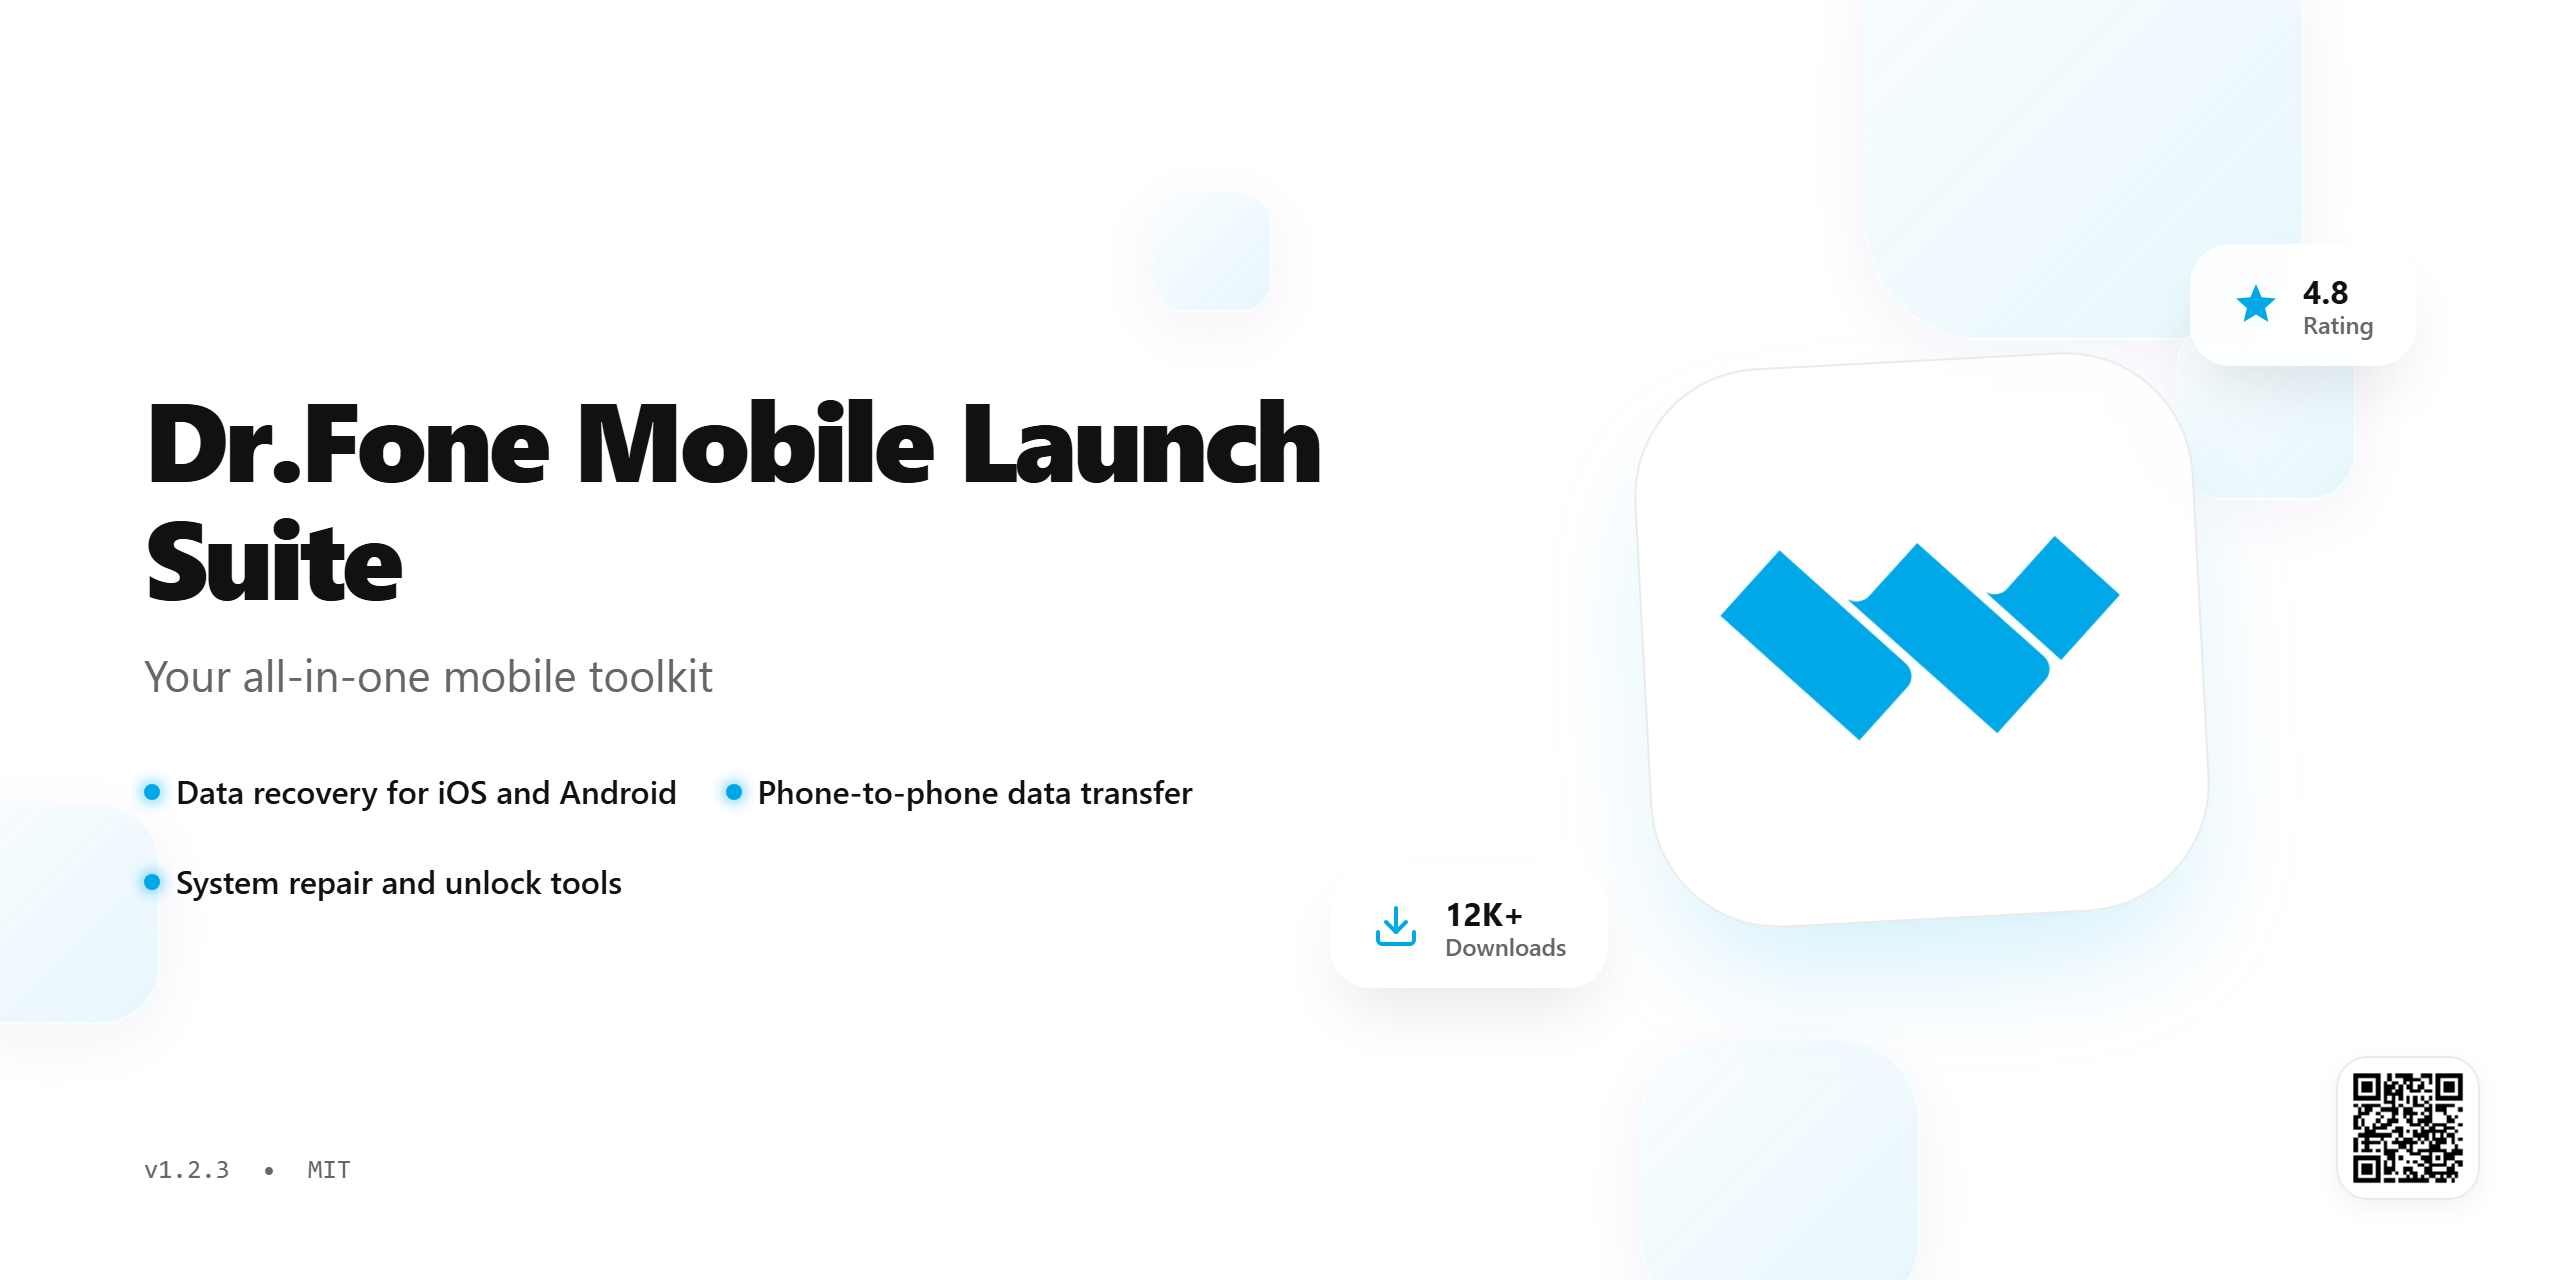 Dr.Fone Mobile Launch
Suite
Your all-in-one mobile toolkit
Data recovery for iOS and Android
Phone-to-phone data transfer
System repair and unlock tools
4.8
Rating
12K+
Downloads
v1.2.3 • MIT